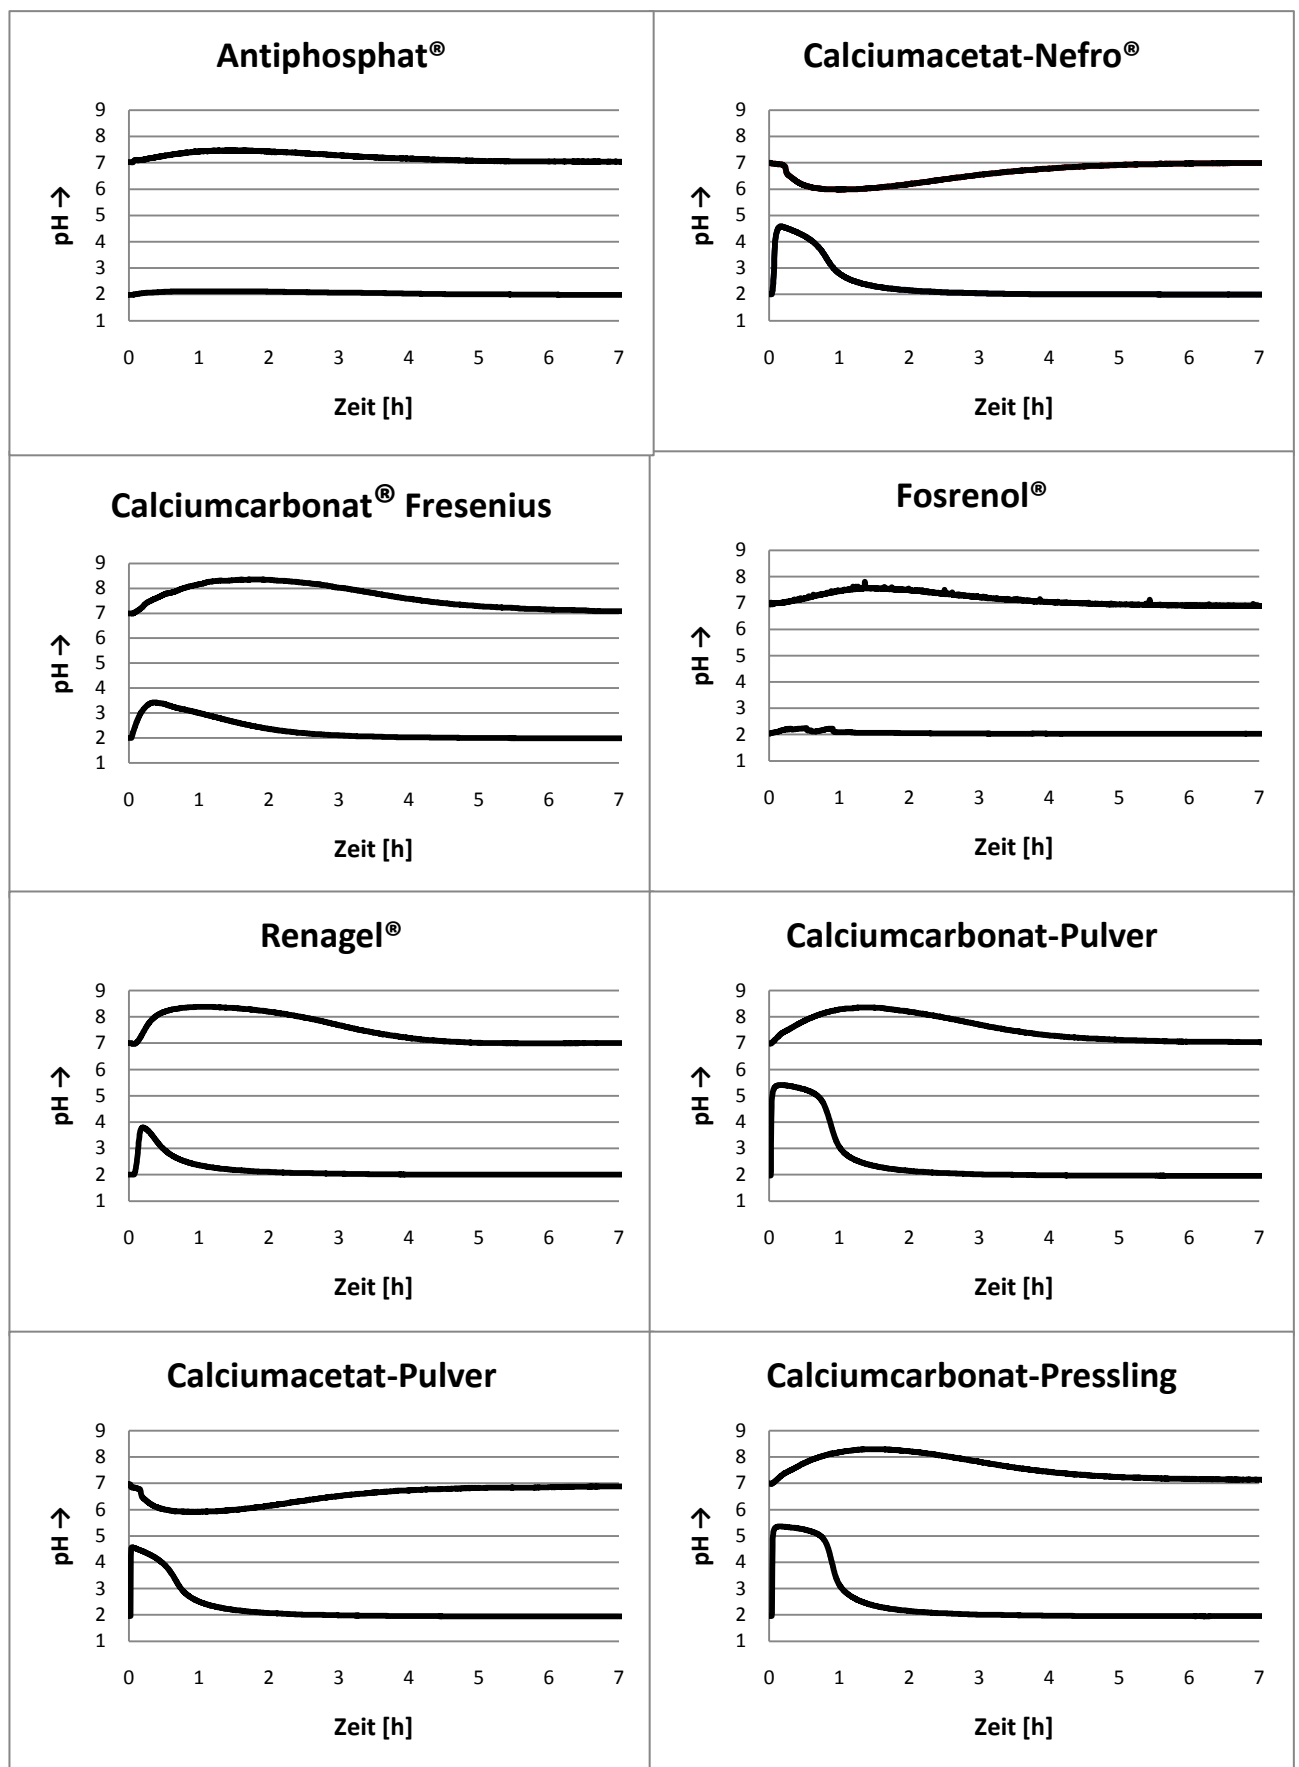 Antiphosphat®
9
8
7
6
5
4
3
2
1
pH →
0 1 2 3 4 5 6 7
Zeit [h]
Calciumacetat-Nefro®
9
8
7
6
5
4
3
2
1
pH →
0 1 2 3 4 5 6 7
Zeit [h]
Calciumcarbonat® Fresenius
9
8
7
6
5
4
3
2
1
pH →
0 1 2 3 4 5 6 7
Zeit [h]
Fosrenol®
9
8
7
6
5
4
3
2
1
pH →
0 1 2 3 4 5 6 7
Zeit [h]
Renagel®
9
8
7
6
5
4
3
2
1
pH →
0 1 2 3 4 5 6 7
Zeit [h]
Calciumcarbonat-Pulver
9
8
7
6
5
4
3
2
1
pH →
0 1 2 3 4 5 6 7
Zeit [h]
Calciumacetat-Pulver
9
8
7
6
5
4
3
2
1
pH →
0 1 2 3 4 5 6 7
Zeit [h]
Calciumcarbonat-Pressling
9
8
7
6
5
4
3
2
1
pH →
0 1 2 3 4 5 6 7
Zeit [h]